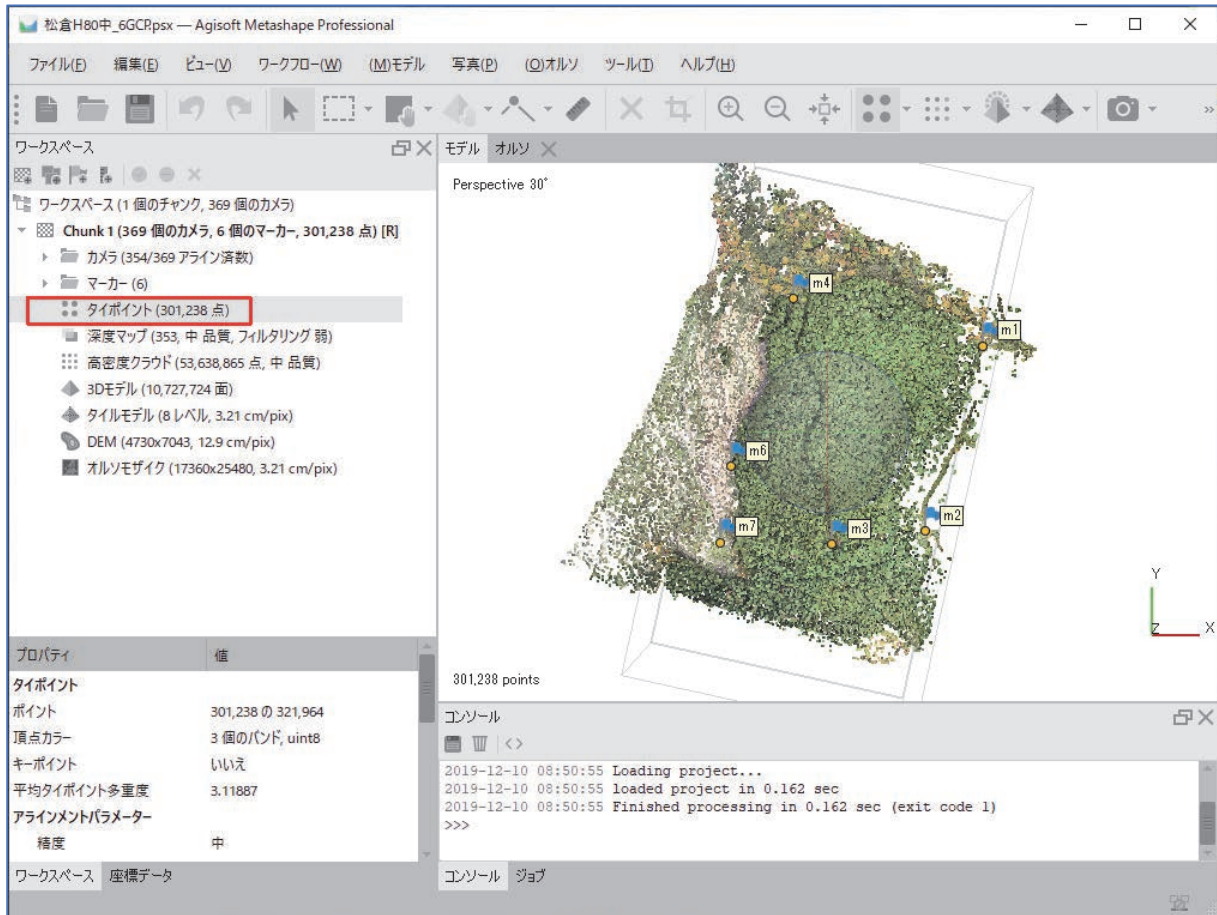 松倉H80中_6GCP.psx — Agisoft Metashape Professional
ファイル(F) 編集(E) ビュー(V) ワークフロー(W) (M)モデル 写真(P) (O)オルソ ツール(T) ヘルプ(H)
ワークスペース
ワークスペース (1 個のチャンク, 369 個のカメラ)
Chunk 1 (369 個のカメラ, 6 個のマーカー, 301,238 点) [R]
カメラ (354/369 アライン済数)
マーカー (6)
タイポイント (301,238 点)
深度マップ (353, 中 品質, フィルタリング 弱)
高密度クラウド (53,638,865 点, 中 品質)
3Dモデル (10,727,724 面)
タイルモデル (8 レベル, 3.21 cm/pix)
DEM (4730x7043, 12.9 cm/pix)
オルソモザイク (17360x25480, 3.21 cm/pix)
プロパティ 値
タイポイント
ポイント 301,238 の 321,964
頂点カラー 3 個のバンド, uint8
キーポイント いいえ
平均タイポイント多重度 3.11887
アラインメントパラメーター
精度 中
ワークスペース 座標データ
モデル オルソ
Perspective 30°
m4
m1
m6
m2
m7
m3
Y
Z
X
301,238 points
コンソール
2019-12-10 08:50:55 Loading project...
2019-12-10 08:50:55 loaded project in 0.162 sec
2019-12-10 08:50:55 Finished processing in 0.162 sec (exit code 1)
>>>
コンソール ジョブ